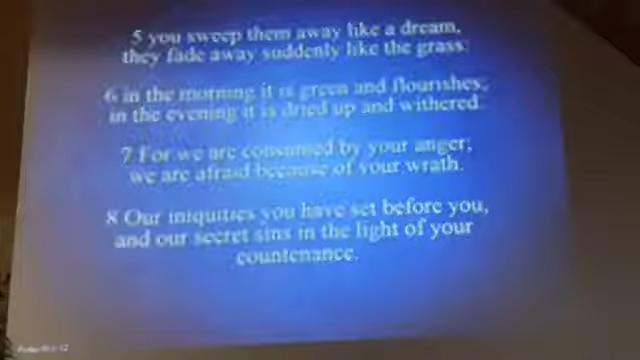 5 you sweep them away like a dream,
they fade away suddenly like the grass.
6 in the morning it is green and flourishes;
in the evening it is dried up and withered.
7 For we are consumed by your anger;
we are afraid because of your wrath.
8 Our iniquities you have set before you,
and our secret sins in the light of your
countenance.